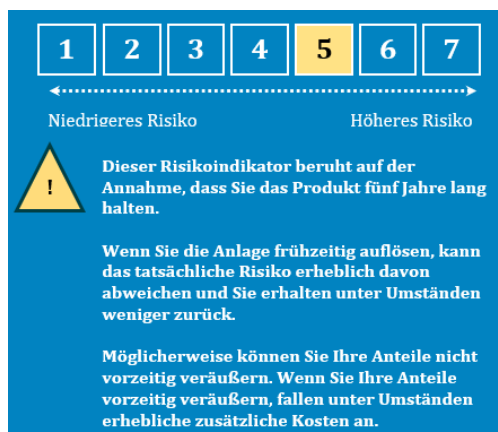 1 2 3 4 5 6 7
Niedrigeres Risiko Höheres Risiko
!
Dieser Risikoindikator beruht auf der
Annahme, dass Sie das Produkt fünf Jahre lang
halten.
Wenn Sie die Anlage frühzeitig auflösen, kann
das tatsächliche Risiko erheblich davon
abweichen und Sie erhalten unter Umständen
weniger zurück.
Möglicherweise können Sie Ihre Anteile nicht
vorzeitig veräußern. Wenn Sie Ihre Anteile
vorzeitig veräußern, fallen unter Umständen
erhebliche zusätzliche Kosten an.